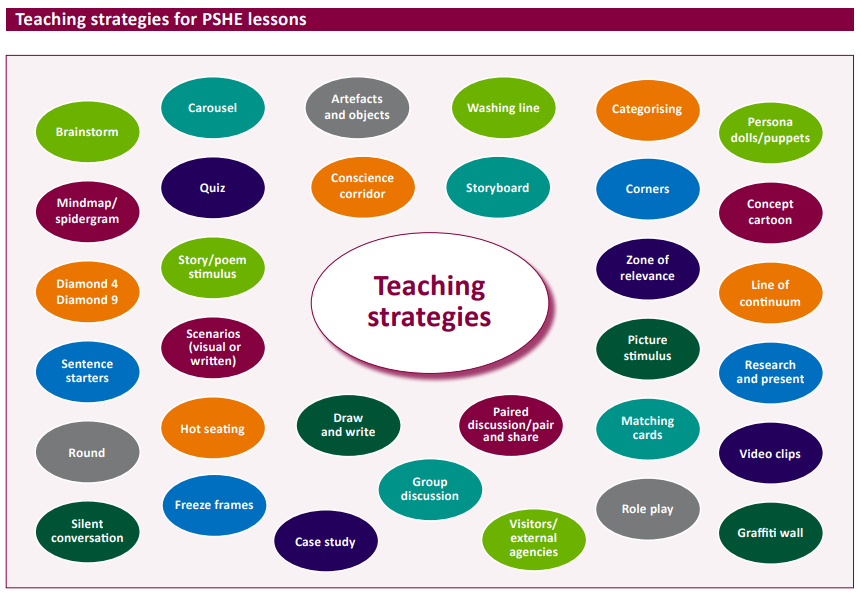 Teaching strategies for PSHE lessons
Brainstorm
Carousel
Artefacts
and objects
Washing line
Categorising
Persona
dolls/puppets
Mindmap/
spidergram
Quiz
Conscience
corridor
Storyboard
Corners
Concept
cartoon
Diamond 4
Diamond 9
Story/poem
stimulus
Teaching
strategies
Zone of
relevance
Line of
continuum
Sentence
starters
Scenarios
(visual or
written)
Picture
stimulus
Research
and present
Round
Hot seating
Draw
and write
Paired
discussion/pair
and share
Matching
cards
Video clips
Silent
conversation
Freeze frames
Case study
Group
discussion
Visitors/
external
agencies
Role play
Graffiti wall